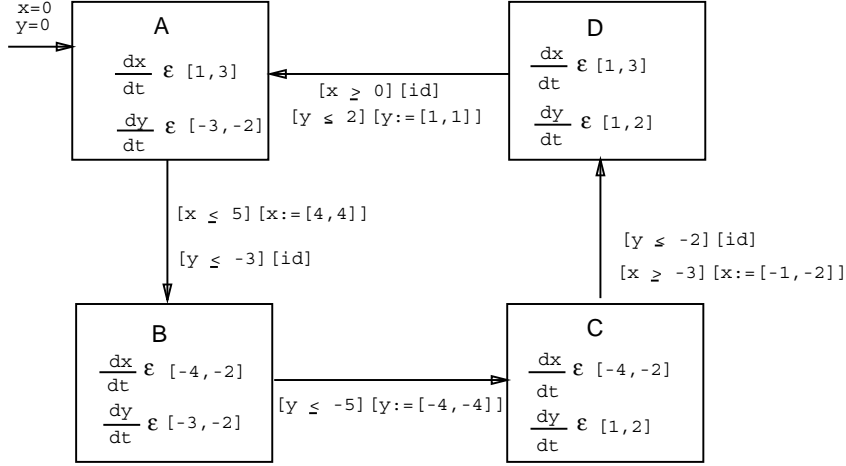 x=0
y=0
A
dx/dt ε [1,3]
dy/dt ε [-3,-2]
D
dx/dt ε [1,3]
dy/dt ε [1,2]
[x ≥ 0][id]
[y ≤ 2][y:=[1,1]]
[x ≤ 5][x:=[4,4]]
[y ≤ -3][id]
[y ≤ -2][id]
[x ≥ -3][x:=[-1,-2]]
B
dx/dt ε [-4,-2]
dy/dt ε [-3,-2]
[y ≤ -5][y:=[-4,-4]]
C
dx/dt ε [-4,-2]
dy/dt ε [1,2]